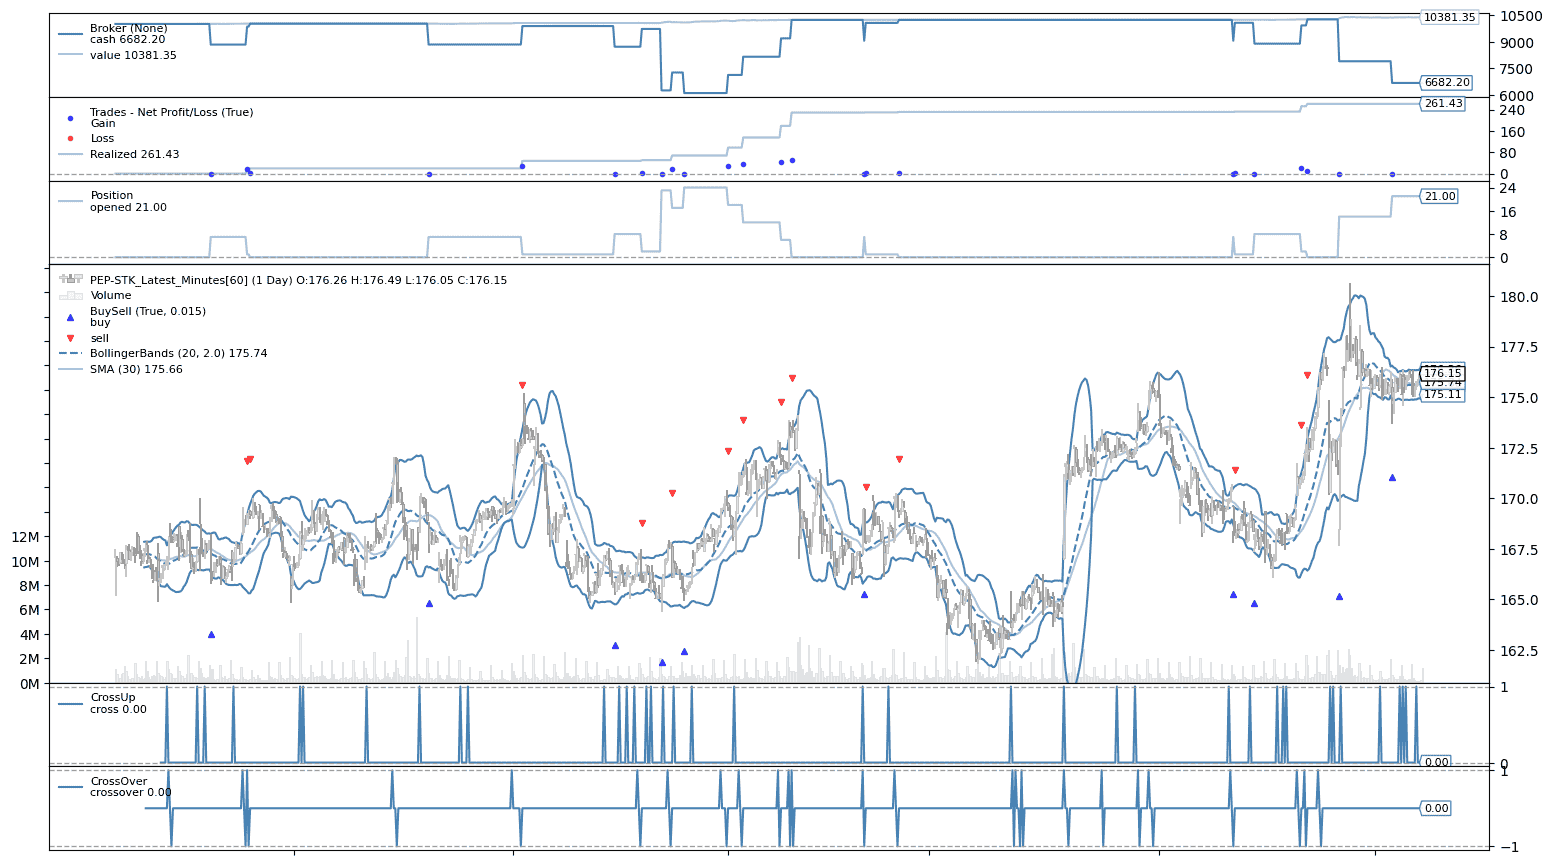 Broker (None)
cash 6682.20
value 10381.35
10381.35
10500
9000
7500
6682.20
6000
Trades - Net Profit/Loss (True)
Gain
Loss
Realized 261.43
261.43
240
160
80
0
Position
opened 21.00
24
21.00
16
8
0
PEP-STK_Latest_Minutes[60] (1 Day) O:176.26 H:176.49 L:176.05 C:176.15
Volume
BuySell (True, 0.015)
buy
sell
BollingerBands (20, 2.0) 175.74
SMA (30) 175.66
180.0
177.5
176.15
175.74
175.11
175.0
172.5
170.0
167.5
165.0
162.5
12M
10M
8M
6M
4M
2M
0M
CrossUp
cross 0.00
1
0.00
0
CrossOver
crossover 0.00
1
0.00
−1